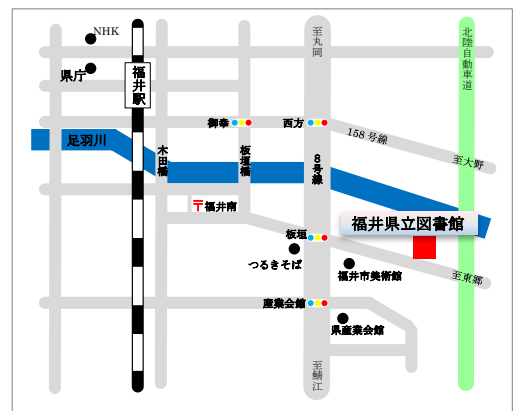 NHK
県庁
福井駅
至丸岡
北陸自動車道
御幸
西方
158号線
足羽川
木田橋
板垣橋
8号線
至大野
〒福井南
福井県立図書館
板垣
つるきそば
福井市美術館
至東郷
産業会館
県産業会館
至鯖江